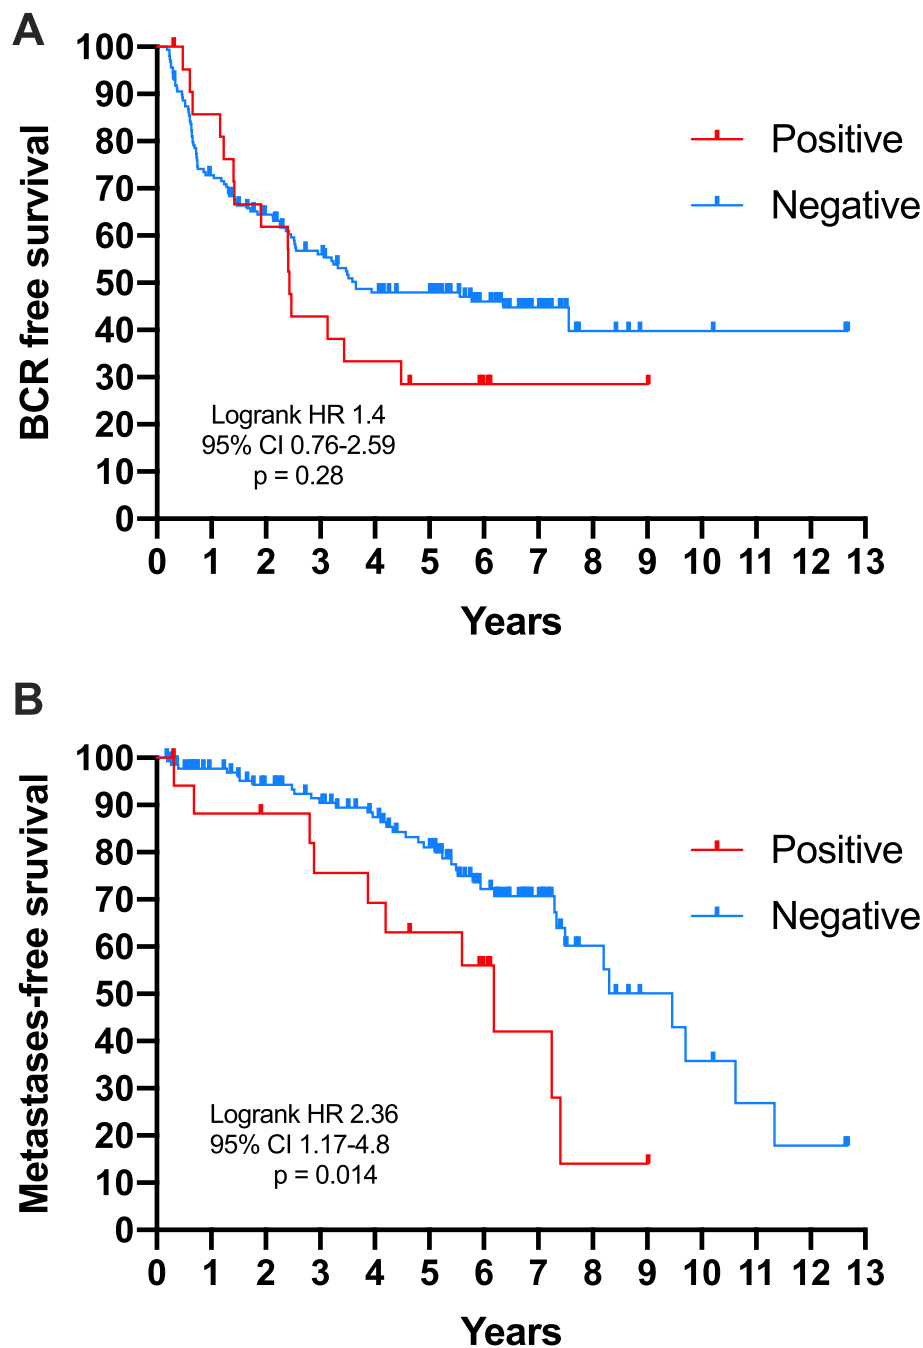 A
100
90
80
70
60
50
40
30
20
10
0
BCR free survival
Positive
Negative
Logrank HR 1.4
95% CI 0.76-2.59
p = 0.28
0 1 2 3 4 5 6 7 8 9 10 11 12 13
Years
B
100
90
80
70
60
50
40
30
20
10
0
Metastases-free sruvival
Positive
Negative
Logrank HR 2.36
95% CI 1.17-4.8
p = 0.014
0 1 2 3 4 5 6 7 8 9 10 11 12 13
Years